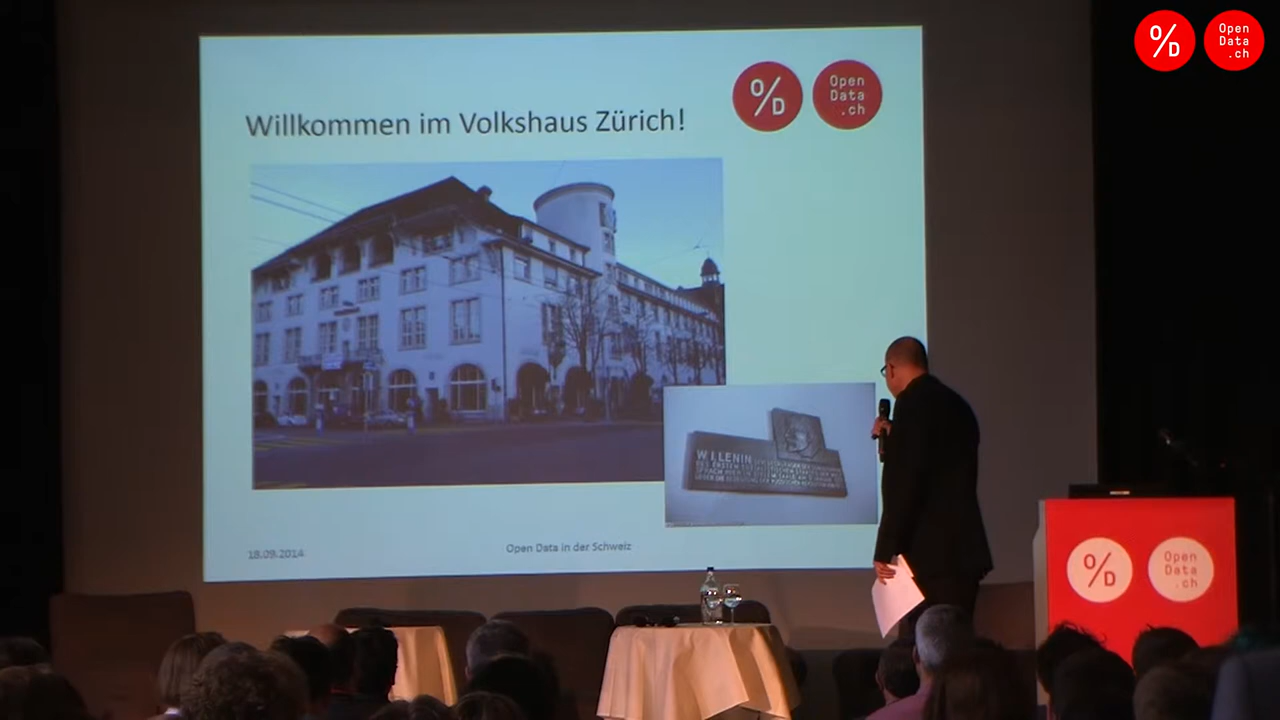 Willkommen im Volkshaus Zürich!
%D
Open
Data
.ch
W.I.LENIN
18.09.2014
Open Data in der Schweiz
%D
Open
Data
.ch
%D
Open
Data
.ch